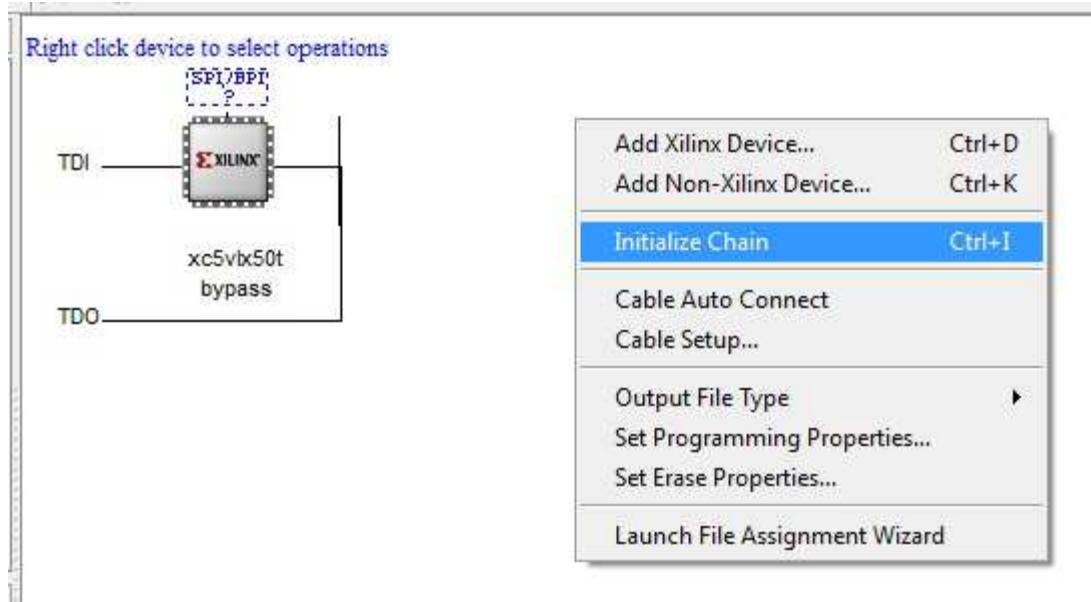 Right click device to select operations
SPI/BPI
?
TDI
XILINX
xc5vlx50t
bypass
TDO
Add Xilinx Device... Ctrl+D
Add Non-Xilinx Device... Ctrl+K
Initialize Chain Ctrl+I
Cable Auto Connect
Cable Setup...
Output File Type
Set Programming Properties...
Set Erase Properties...
Launch File Assignment Wizard